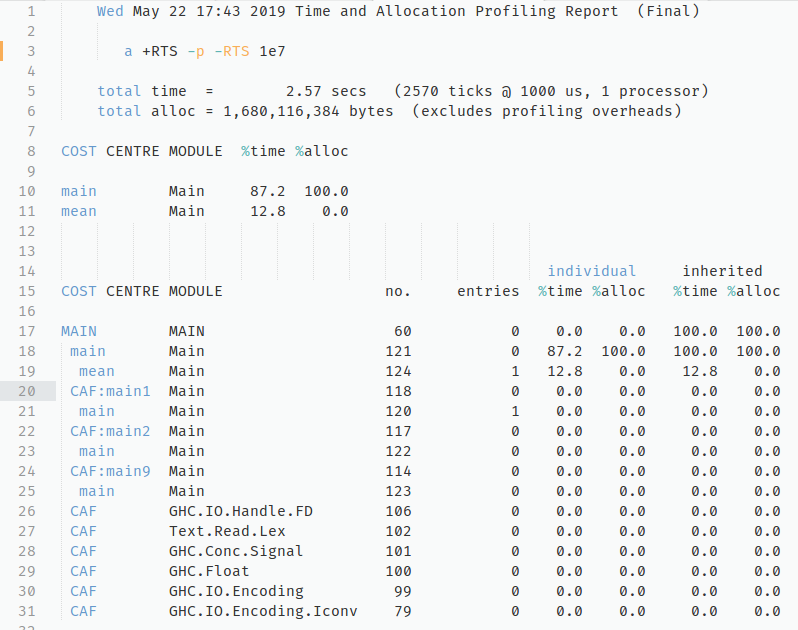 1 Wed May 22 17:43 2019 Time and Allocation Profiling Report (Final)
2
3 a +RTS -p -RTS 1e7
4
5 total time = 2.57 secs (2570 ticks @ 1000 us, 1 processor)
6 total alloc = 1,680,116,384 bytes (excludes profiling overheads)
7
8 COST CENTRE MODULE %time %alloc
9
10 main Main 87.2 100.0
11 mean Main 12.8 0.0
12
13
14 individual inherited
15 COST CENTRE MODULE no. entries %time %alloc %time %alloc
16
17 MAIN MAIN 60 0 0.0 0.0 100.0 100.0
18 main Main 121 0 87.2 100.0 100.0 100.0
19 mean Main 124 1 12.8 0.0 12.8 0.0
20 CAF:main1 Main 118 0 0.0 0.0 0.0 0.0
21 main Main 120 1 0.0 0.0 0.0 0.0
22 CAF:main2 Main 117 0 0.0 0.0 0.0 0.0
23 main Main 122 0 0.0 0.0 0.0 0.0
24 CAF:main9 Main 114 0 0.0 0.0 0.0 0.0
25 main Main 123 0 0.0 0.0 0.0 0.0
26 CAF GHC.IO.Handle.FD 106 0 0.0 0.0 0.0 0.0
27 CAF Text.Read.Lex 102 0 0.0 0.0 0.0 0.0
28 CAF GHC.Conc.Signal 101 0 0.0 0.0 0.0 0.0
29 CAF GHC.Float 100 0 0.0 0.0 0.0 0.0
30 CAF GHC.IO.Encoding 99 0 0.0 0.0 0.0 0.0
31 CAF GHC.IO.Encoding.Iconv 79 0 0.0 0.0 0.0 0.0